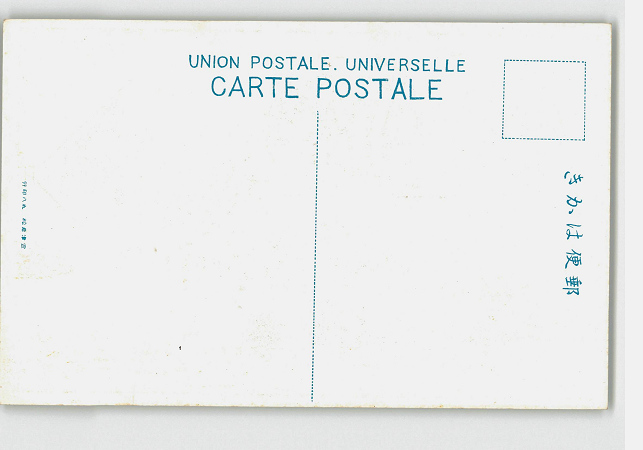 UNION POSTALE. UNIVERSELLE
CARTE POSTALE
きかは便郵